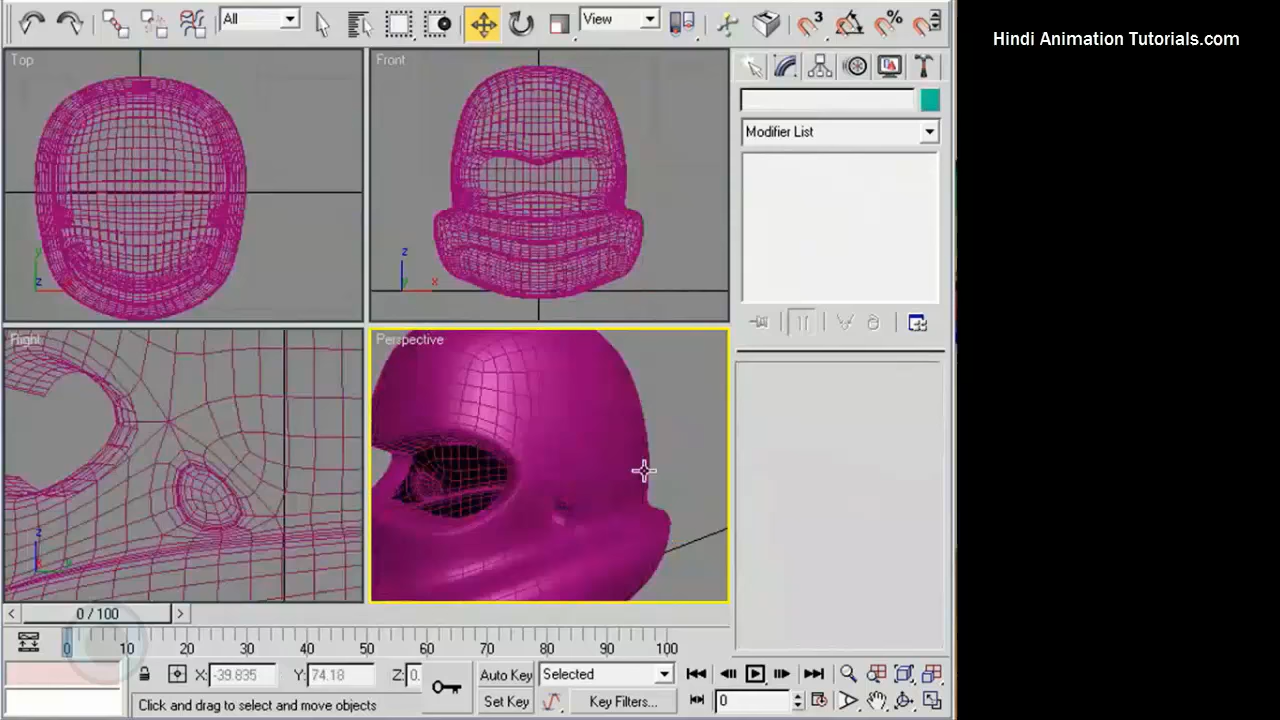 All
View
3
%
Hindi Animation Tutorials.com
Top
Front
z
y
z
x
Modifier List
Right
Perspective
z
0 / 100
0 10 20 30 40 50 60 70 80 90 100
X: -39.835 Y: 74.18 Z: 0.
Auto Key Selected
Click and drag to select and move objects
Set Key Key Filters... 0